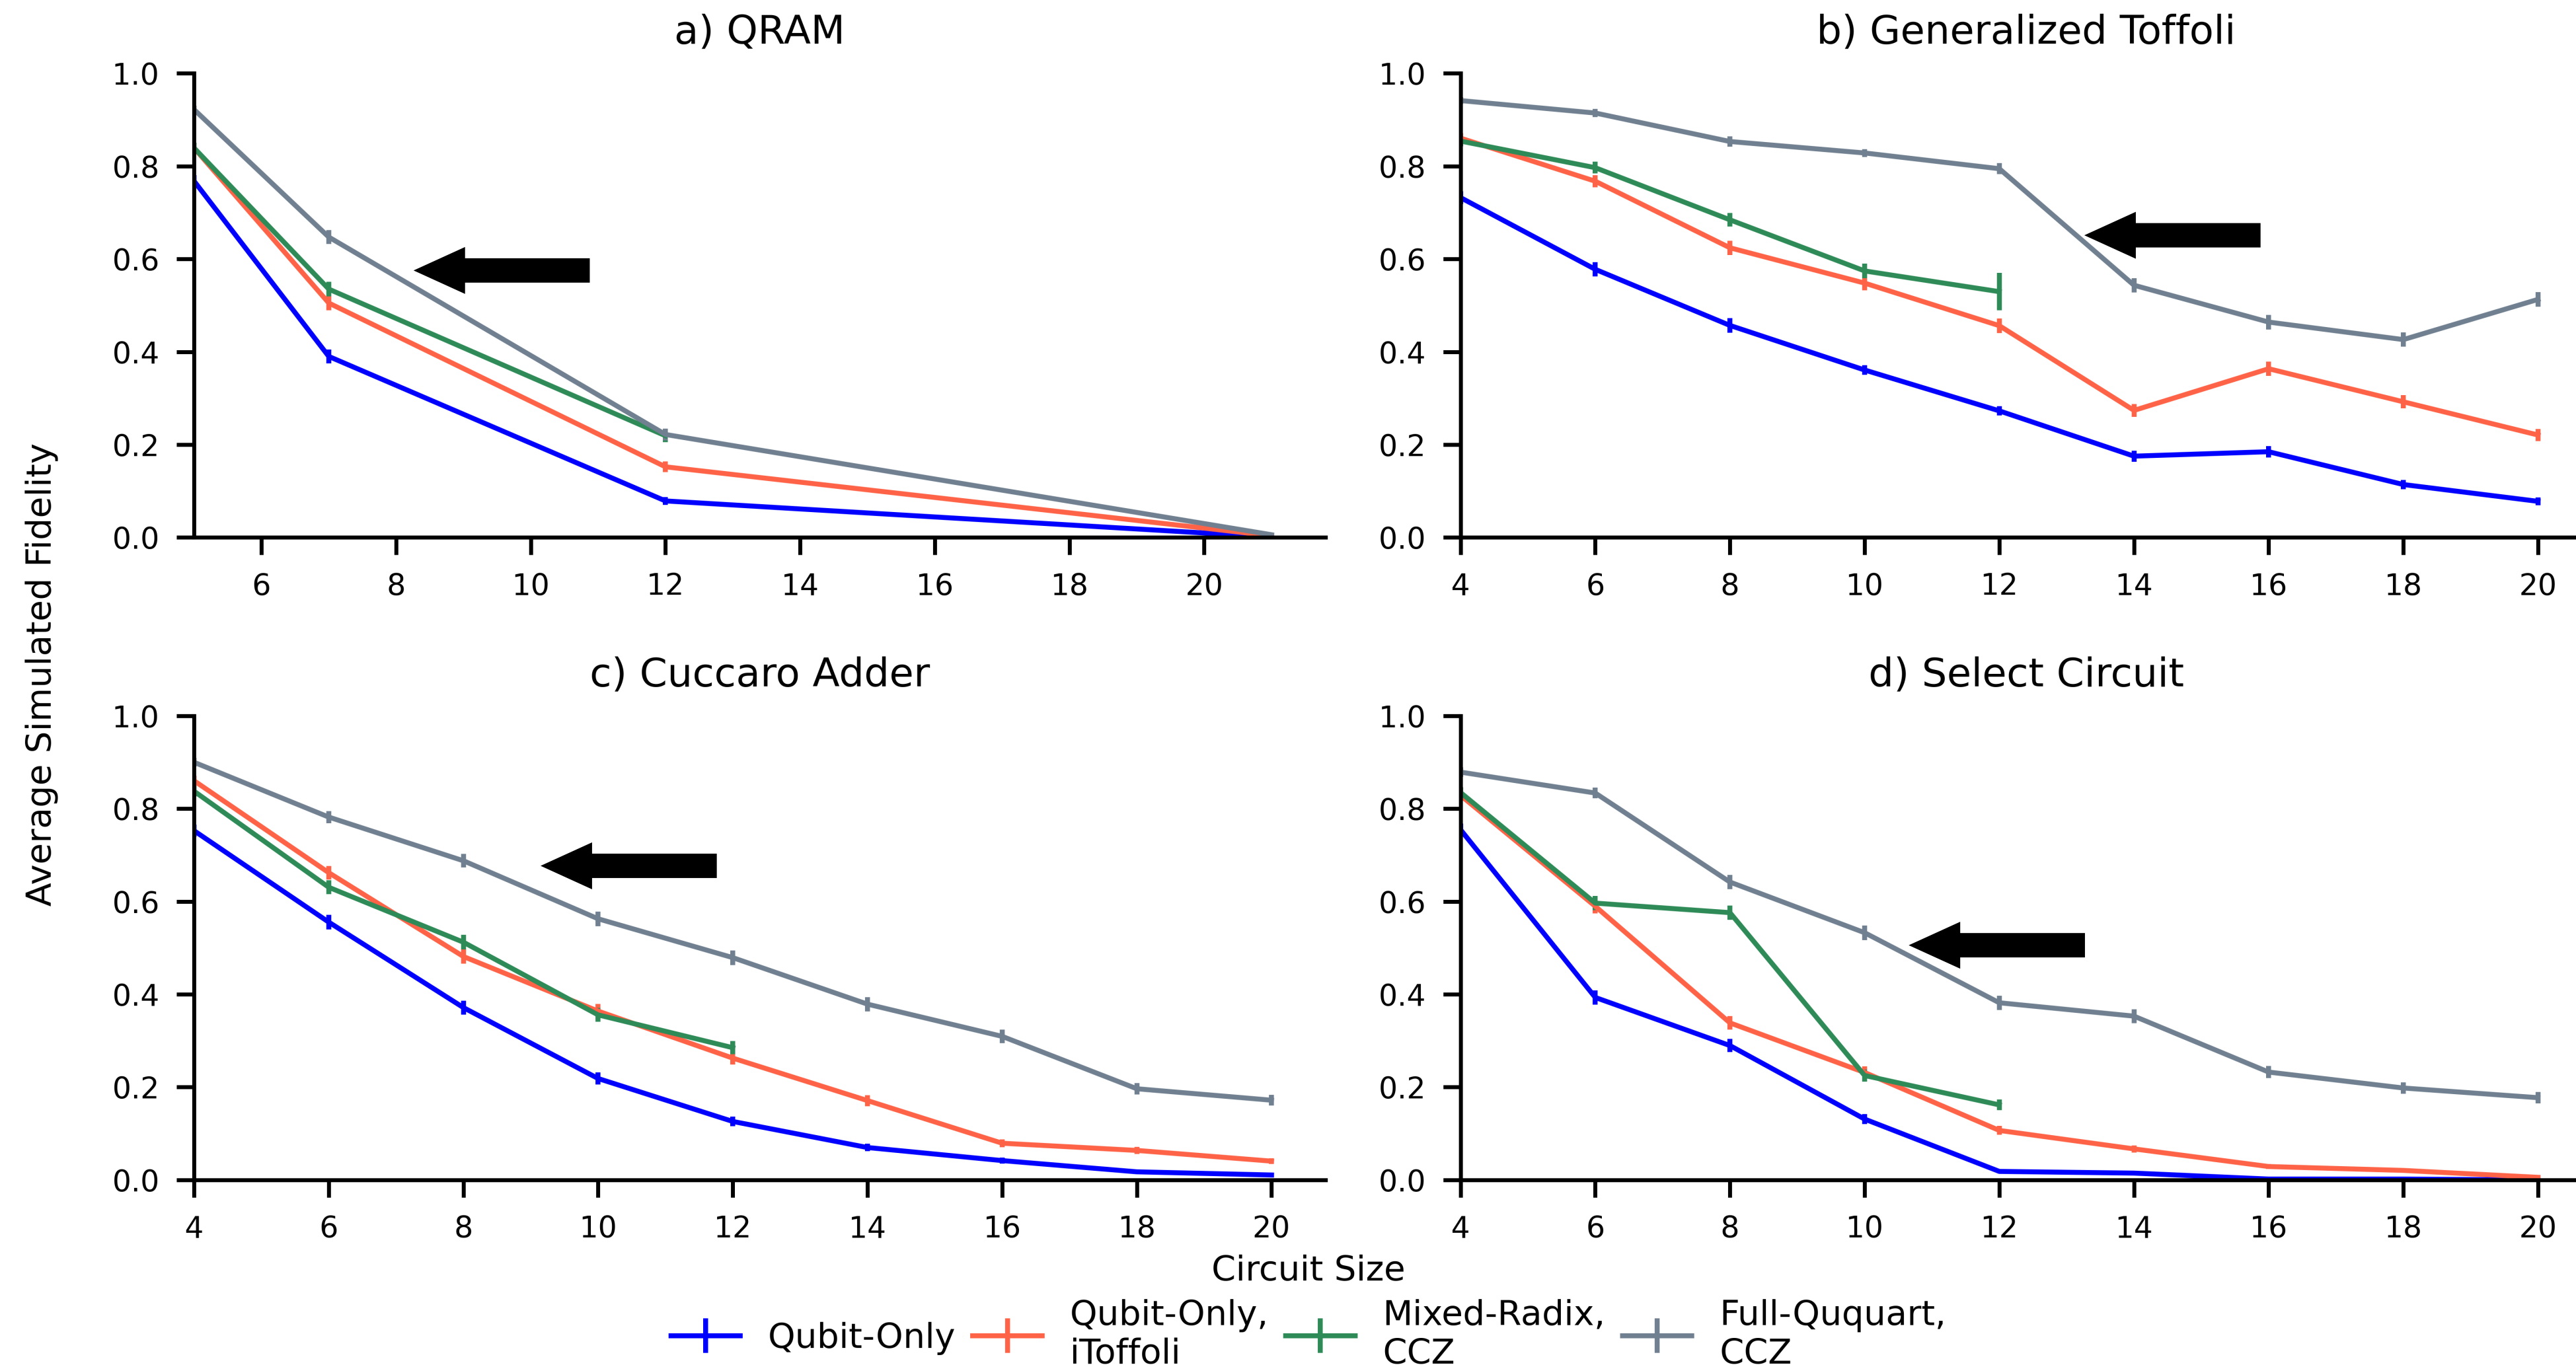 a) QRAM
b) Generalized Toffoli
1.0
0.8
0.6
0.4
0.2
0.0
6 8 10 12 14 16 18 20
1.0
0.8
0.6
0.4
0.2
0.0
4 6 8 10 12 14 16 18 20
Average Simulated Fidelity
c) Cuccaro Adder
d) Select Circuit
1.0
0.8
0.6
0.4
0.2
0.0
4 6 8 10 12 14 16 18 20
1.0
0.8
0.6
0.4
0.2
0.0
4 6 8 10 12 14 16 18 20
Circuit Size
Qubit-Only
Qubit-Only,
iToffoli
Mixed-Radix,
CCZ
Full-Ququart,
CCZ